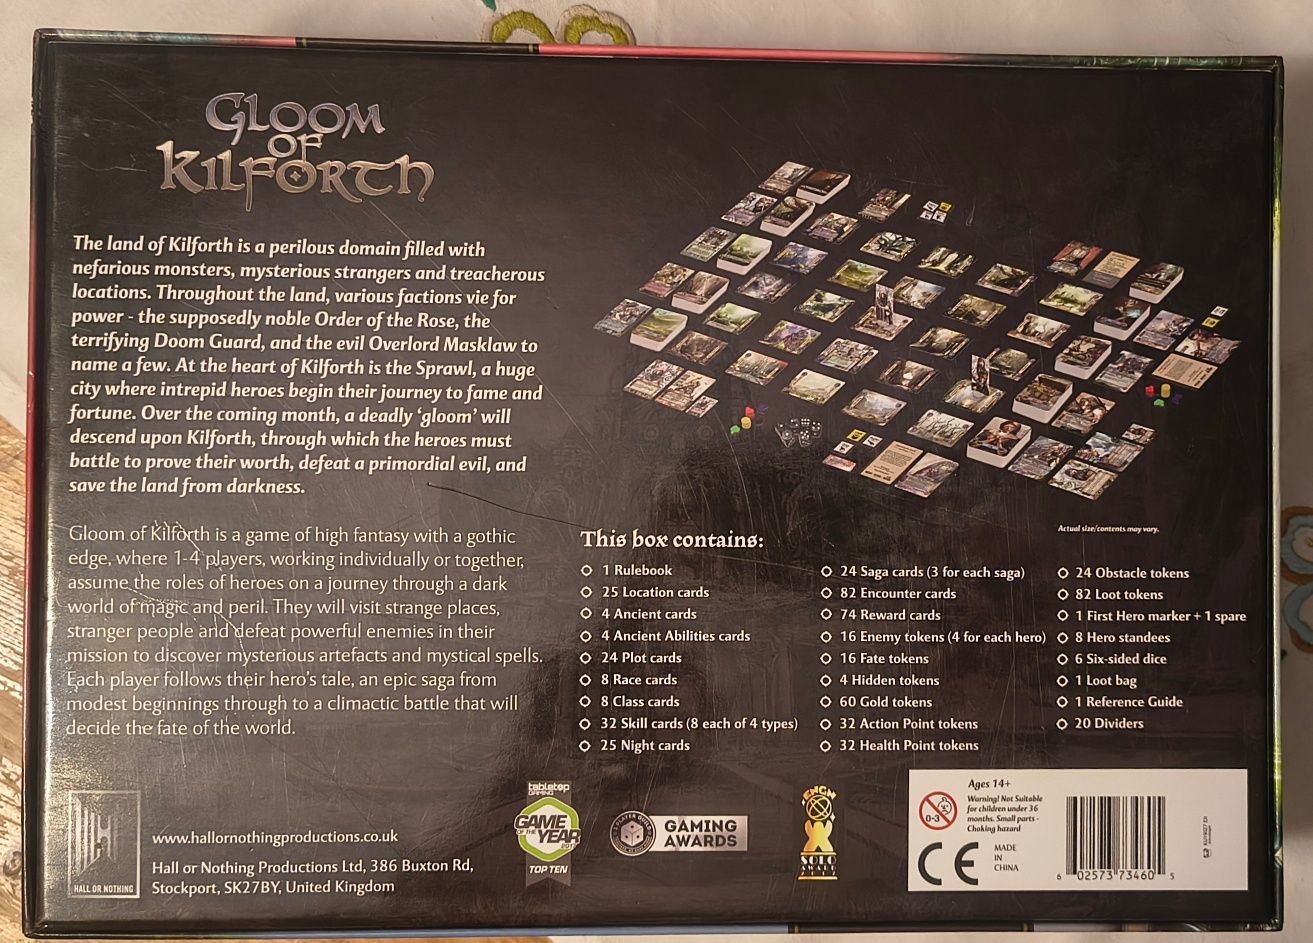 Gloom
of
Kilforth
The land of Kilforth is a perilous domain filled with
nefarious monsters, mysterious strangers and treacherous
locations. Throughout the land, various factions vie for
power - the supposedly noble Order of the Rose, the
terrifying Doom Guard, and the evil Overlord Masklaw to
name a few. At the heart of Kilforth is the Sprawl, a huge
city where intrepid heroes begin their journey to fame and
fortune. Over the coming month, a deadly ‘gloom’ will
descend upon Kilforth, through which the heroes must
battle to prove their worth, defeat a primordial evil, and
save the land from darkness.
Gloom of Kilforth is a game of high fantasy with a gothic
edge, where 1-4 players, working individually or together,
assume the roles of heroes on a journey through a dark
world of magic and peril. They will visit strange places,
stranger people and defeat powerful enemies in their
mission to discover mysterious artefacts and mystical spells.
Each player follows their hero's tale, an epic saga from
modest beginnings through to a climactic battle that will
decide the fate of the world.
Actual size/contents may vary.
This box contains:
1 Rulebook
25 Location cards
4 Ancient cards
4 Ancient Abilities cards
24 Plot cards
8 Race cards
8 Class cards
32 Skill cards (8 each of 4 types)
25 Night cards
24 Saga cards (3 for each saga)
82 Encounter cards
74 Reward cards
16 Enemy tokens (4 for each hero)
16 Fate tokens
4 Hidden tokens
60 Gold tokens
32 Action Point tokens
32 Health Point tokens
24 Obstacle tokens
82 Loot tokens
1 First Hero marker + 1 spare
8 Hero standees
6 Six-sided dice
1 Loot bag
1 Reference Guide
20 Dividers
HALL OR NOTHING
www.hallornothingproductions.co.uk
Hall or Nothing Productions Ltd, 386 Buxton Rd,
Stockport, SK27BY, United Kingdom
tabletop
GAMING
GAME
OF THE YEAR
2017
TOP TEN
GAMING
AWARDS
SOLO
0-3
Ages 14+
Warning! Not Suitable
for children under 36
months. Small parts -
Choking hazard
CE
MADE
IN
CHINA
6 02573 73460 5